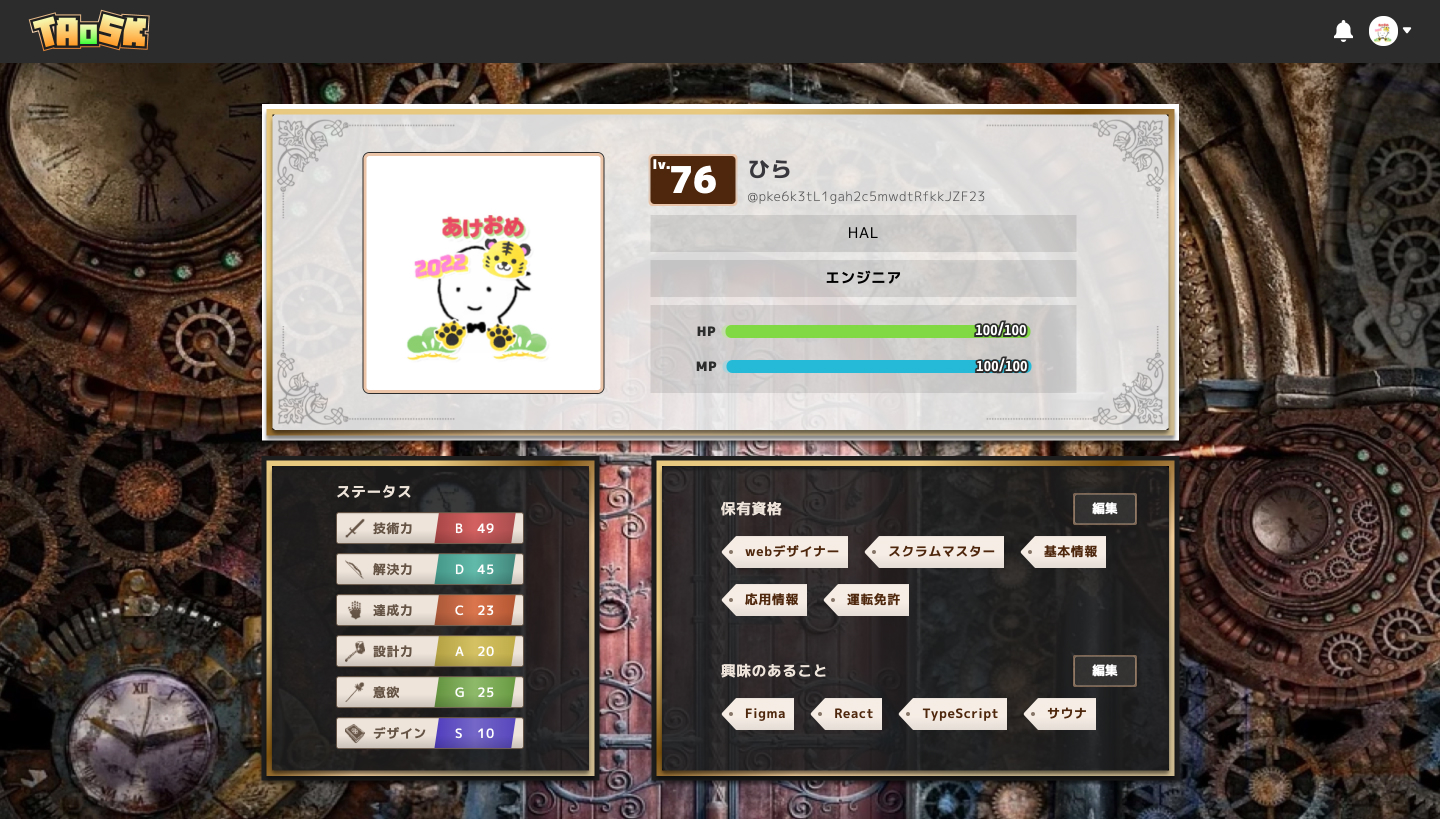 TAoSK
あけおめ
2022
lv.76
ひら
@pke6k3tL1gah2c5mwdtRfkkJZF23
HAL
エンジニア
HP 100/100
MP 100/100
ステータス
技術力 B 49
解決力 D 45
達成力 C 23
設計力 A 20
意欲 G 25
デザイン S 10
保有資格 編集
webデザイナー スクラムマスター 基本情報
応用情報 運転免許
興味のあること 編集
Figma React TypeScript サウナ